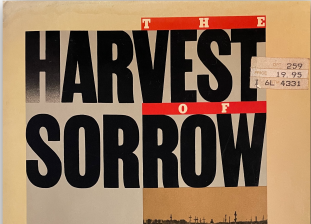 THE
HARVEST
OF
SORROW
259
19.95
6L 4331